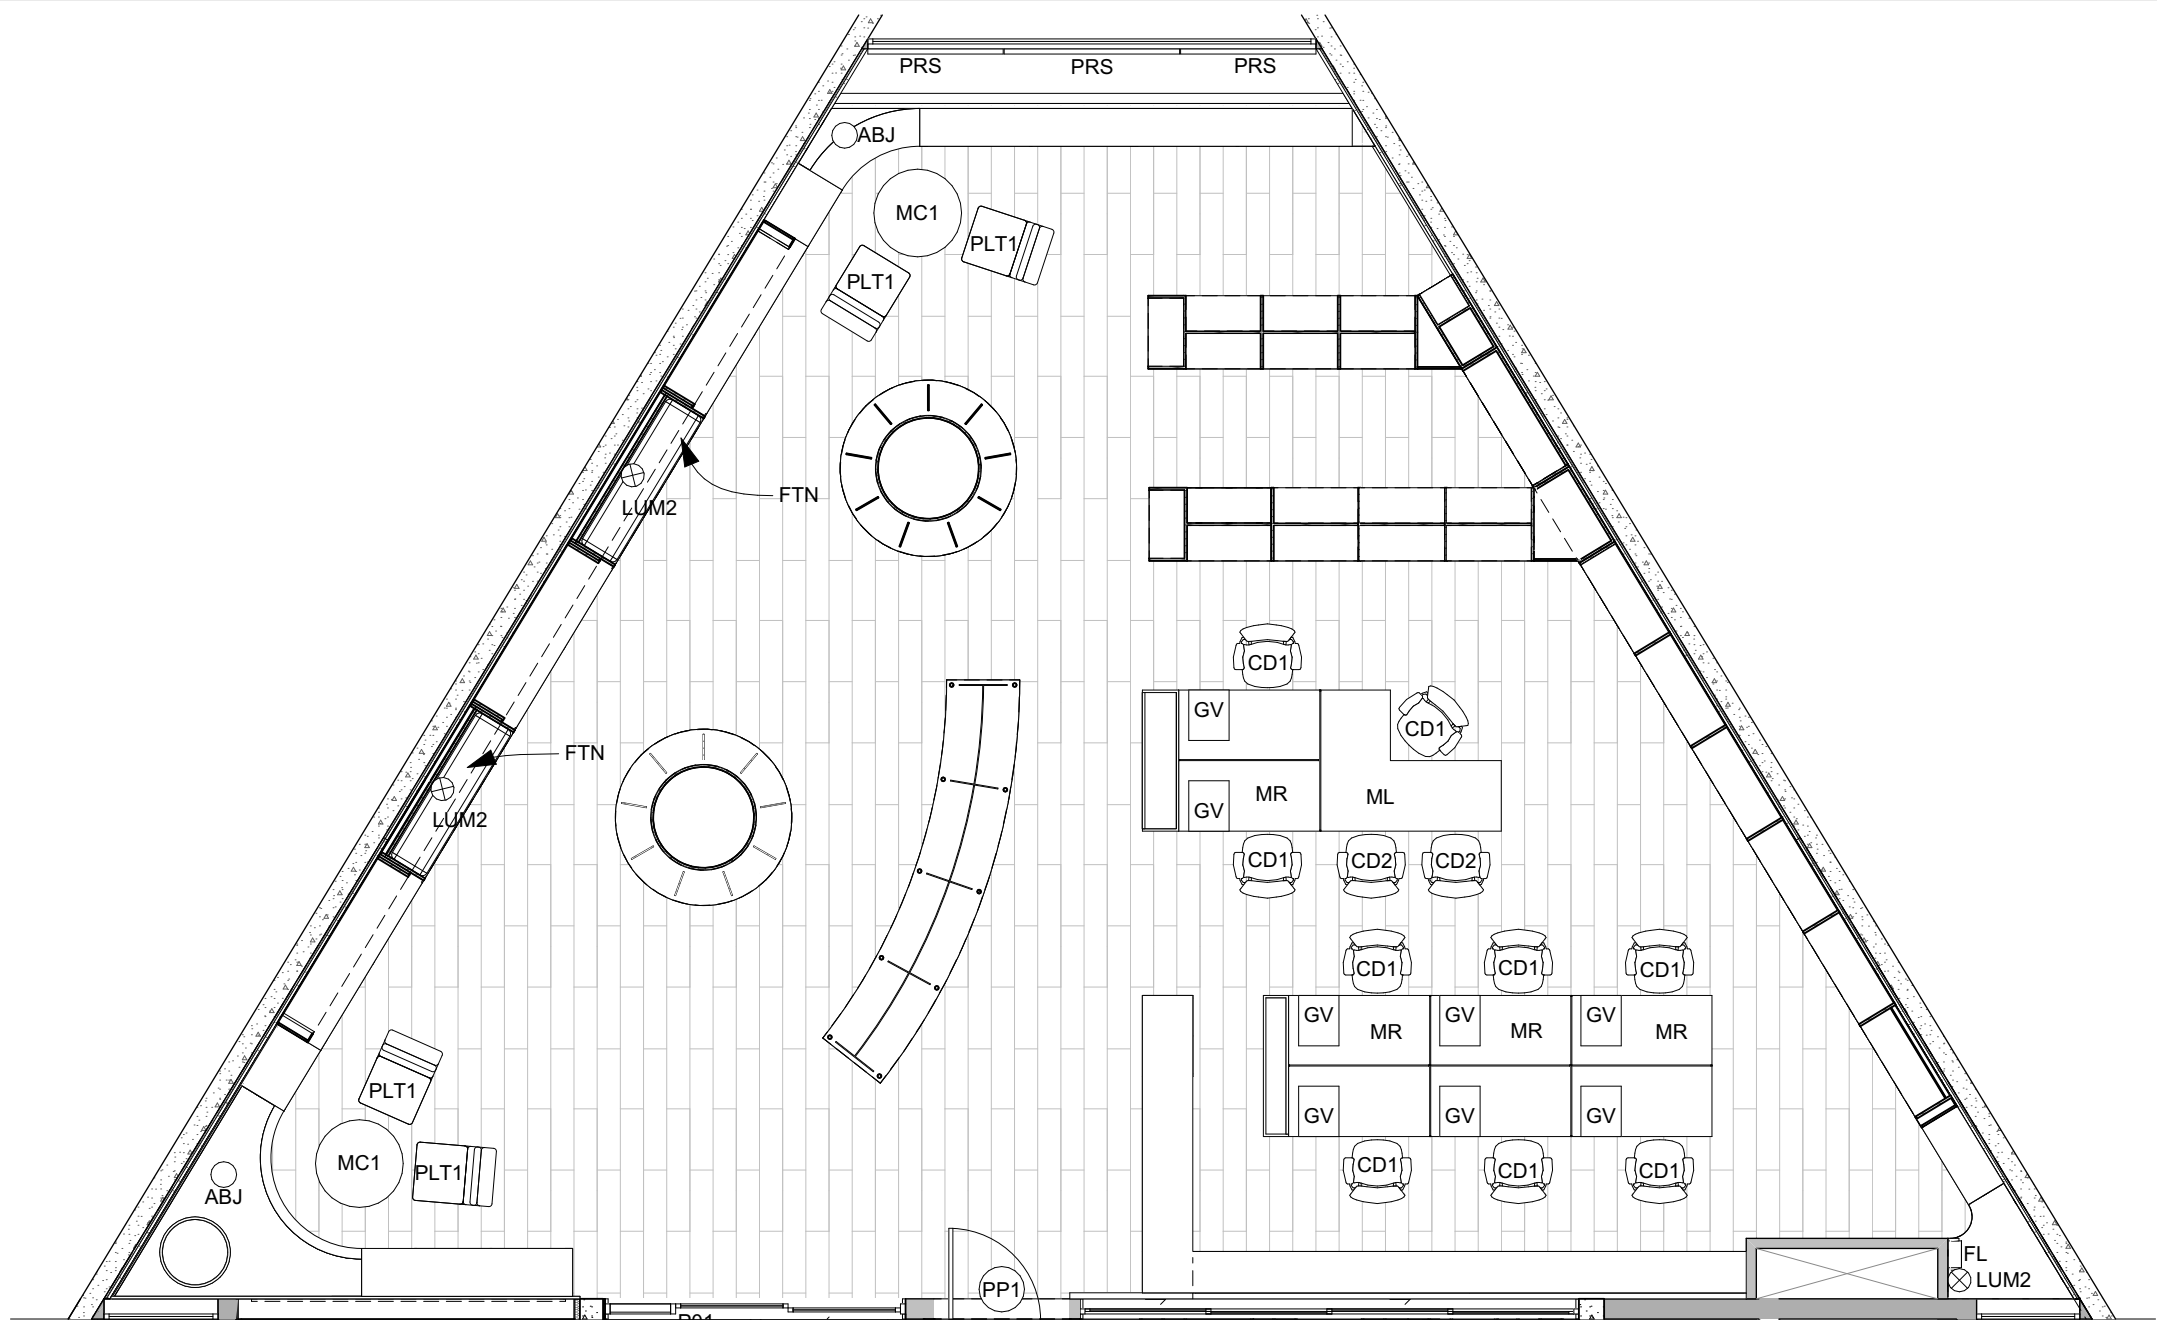 PRS PRS PRS
ABJ
MC1
PLT1
PLT1
FTN
LUM2
CD1
GV
CD1
FTN
MR ML
GV
LUM2
CD1 CD2 CD2
CD1 CD1 CD1
GV MR GV MR GV MR
PLT1
GV GV GV
MC1 PLT1
CD1 CD1 CD1
ABJ
FL
LUM2
PP1